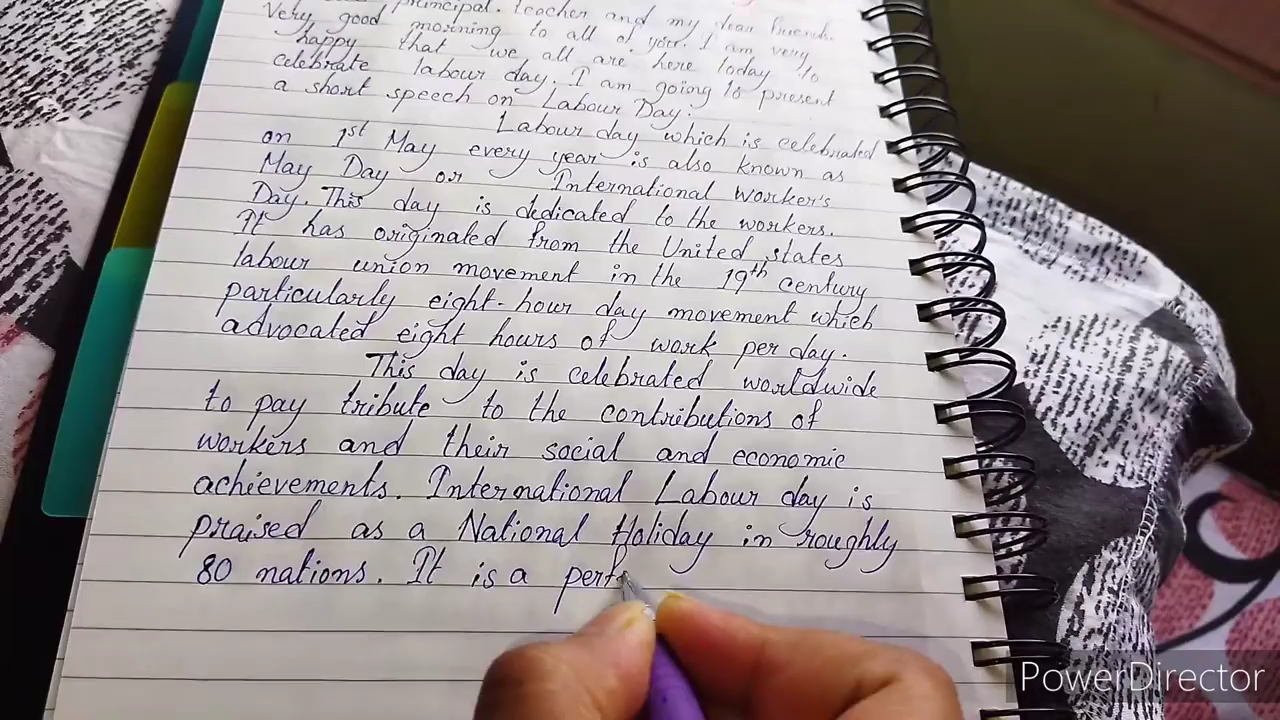 principal. teacher and my dear friends.
Very good morning to all of you. I am very
happy that we all are here today to
celebrate labour day. I am going to present
a short speech on Labour Day.
Labour day which is celebrated
on 1st May every year is also known as
May Day or International worker's
Day. This day is dedicated to the workers.
It has originated from the United states
labour union movement in the 19th century
particularly eight-hour day movement which
advocated eight hours of work per day.
This day is celebrated worldwide
to pay tribute to the contributions of
workers and their social and economic
achievements. International Labour day is
praised as a National Holiday in roughly
80 nations. It is a perf
PowerDirector